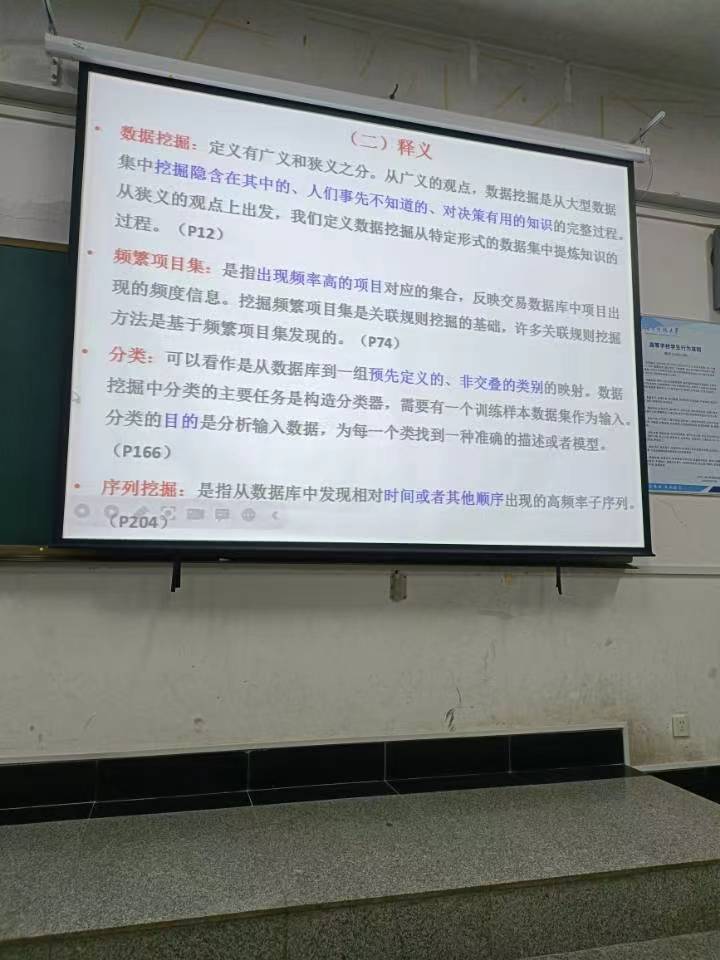 （二）释义
• 数据挖掘：定义有广义和狭义之分。从广义的观点，数据挖掘是从大型数据
集中挖掘隐含在其中的、人们事先不知道的、对决策有用的知识的完整过程。
从狭义的观点上出发，我们定义数据挖掘从特定形式的数据集中提炼知识的
过程。（P12）
• 频繁项目集：是指出现频率高的项目对应的集合，反映交易数据库中项目出
现的频度信息。挖掘频繁项目集是关联规则挖掘的基础，许多关联规则挖掘
方法是基于频繁项目集发现的。（P74）
• 分类：可以看作是从数据库到一组预先定义的、非交叠的类别的映射。数据
挖掘中分类的主要任务是构造分类器，需要有一个训练样本数据集作为输入。
分类的目的是分析输入数据，为每一个类找到一种准确的描述或者模型。
（P166）
• 序列挖掘：是指从数据库中发现相对时间或者其他顺序出现的高频率子序列。
（P204）
高等学校学生行为准则